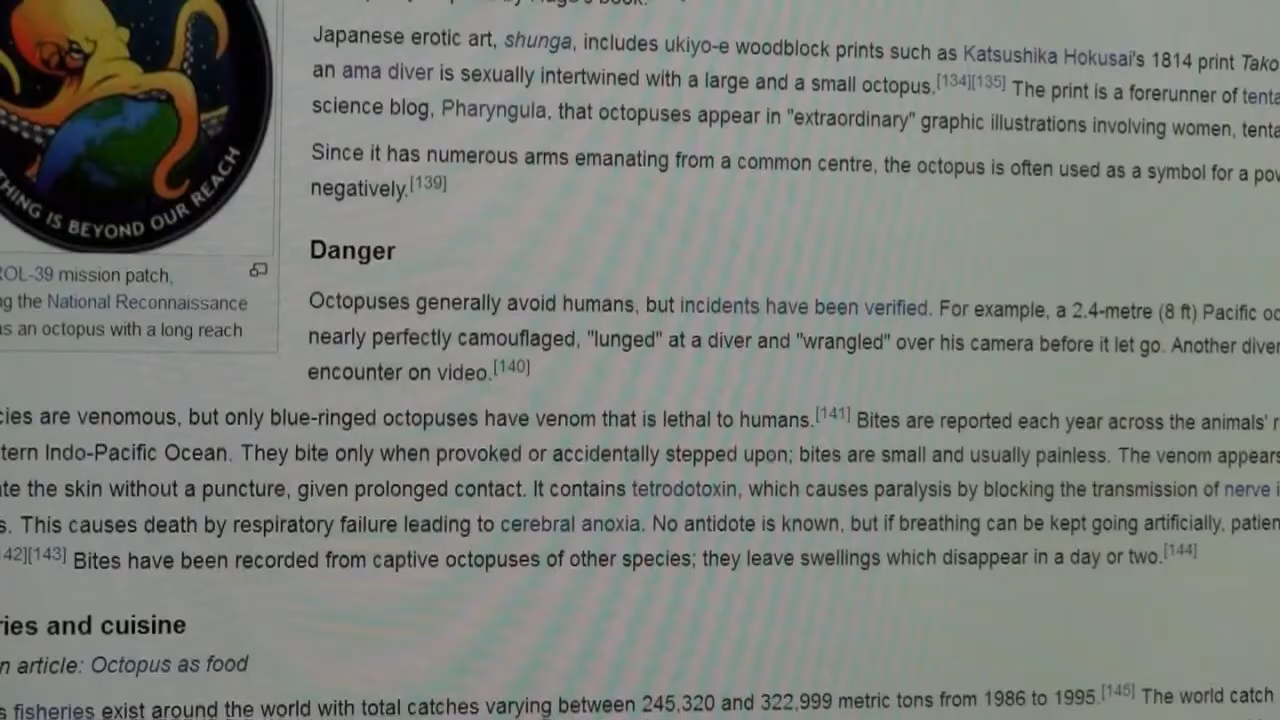 THING IS BEYOND OUR REACH
OL-39 mission patch,
the National Reconnaissance
as an octopus with a long reach
Japanese erotic art, shunga, includes ukiyo-e woodblock prints such as Katsushika Hokusai's 1814 print Tako
an ama diver is sexually intertwined with a large and a small octopus.[134][135] The print is a forerunner of tenta
science blog, Pharyngula, that octopuses appear in "extraordinary" graphic illustrations involving women, tenta
Since it has numerous arms emanating from a common centre, the octopus is often used as a symbol for a pow
negatively.[139]
Danger
Octopuses generally avoid humans, but incidents have been verified. For example, a 2.4-metre (8 ft) Pacific oc
nearly perfectly camouflaged, "lunged" at a diver and "wrangled" over his camera before it let go. Another diver
encounter on video.[140]
cies are venomous, but only blue-ringed octopuses have venom that is lethal to humans.[141] Bites are reported each year across the animals' r
tern Indo-Pacific Ocean. They bite only when provoked or accidentally stepped upon; bites are small and usually painless. The venom appears
te the skin without a puncture, given prolonged contact. It contains tetrodotoxin, which causes paralysis by blocking the transmission of nerve i
s. This causes death by respiratory failure leading to cerebral anoxia. No antidote is known, but if breathing can be kept going artificially, patien
42][143] Bites have been recorded from captive octopuses of other species; they leave swellings which disappear in a day or two.[144]
ries and cuisine
n article: Octopus as food
s fisheries exist around the world with total catches varying between 245,320 and 322,999 metric tons from 1986 to 1995.[145] The world catch